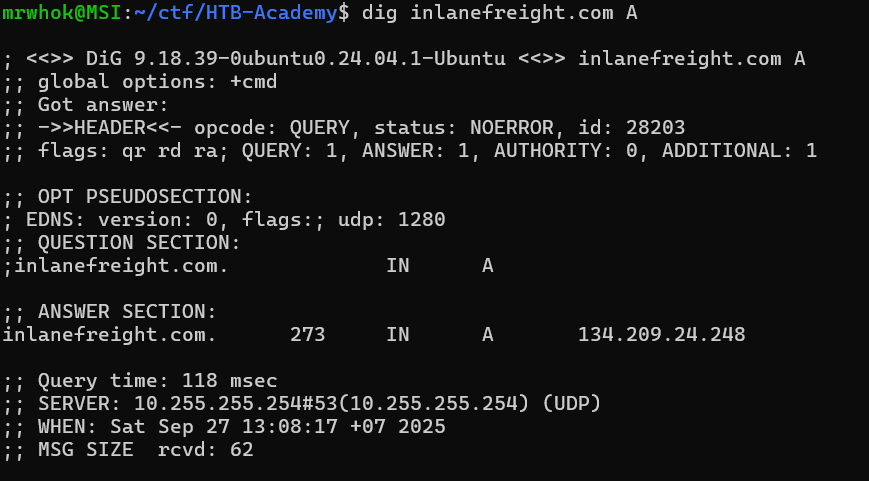 mrwhok@MSI:~/ctf/HTB-Academy$ dig inlanefreight.com A
; <<>> DiG 9.18.39-0ubuntu0.24.04.1-Ubuntu <<>> inlanefreight.com A
;; global options: +cmd
;; Got answer:
;; ->>HEADER<<- opcode: QUERY, status: NOERROR, id: 28203
;; flags: qr rd ra; QUERY: 1, ANSWER: 1, AUTHORITY: 0, ADDITIONAL: 1
;; OPT PSEUDOSECTION:
; EDNS: version: 0, flags:; udp: 1280
;; QUESTION SECTION:
;inlanefreight.com.             IN      A
;; ANSWER SECTION:
inlanefreight.com.      273     IN      A       134.209.24.248
;; Query time: 118 msec
;; SERVER: 10.255.255.254#53(10.255.255.254) (UDP)
;; WHEN: Sat Sep 27 13:08:17 +07 2025
;; MSG SIZE  rcvd: 62